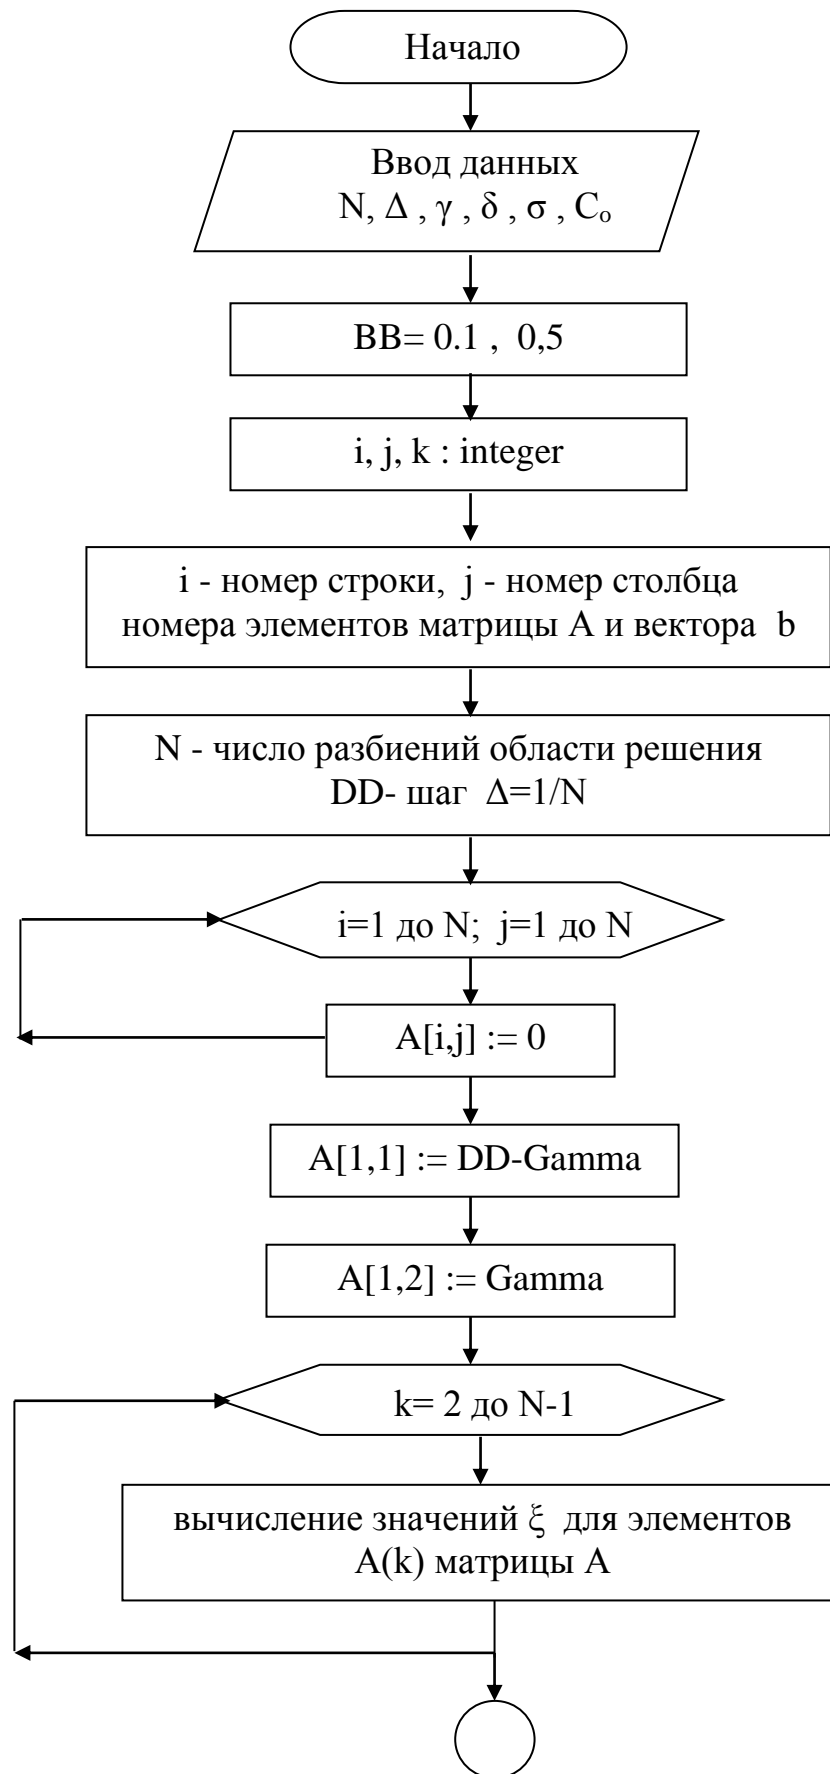 Начало
Ввод данных
N, Δ , γ , δ , σ , Cₒ
BB= 0.1 ,  0,5
i, j, k : integer
i - номер строки,  j - номер столбца
номера элементов матрицы А и вектора  b
N - число разбиений области решения
DD- шаг  Δ=1/N
i=1 до N;  j=1 до N
A[i,j] := 0
A[1,1] := DD-Gamma
A[1,2] := Gamma
k= 2 до N-1
вычисление значений ξ  для элементов
A(k) матрицы А